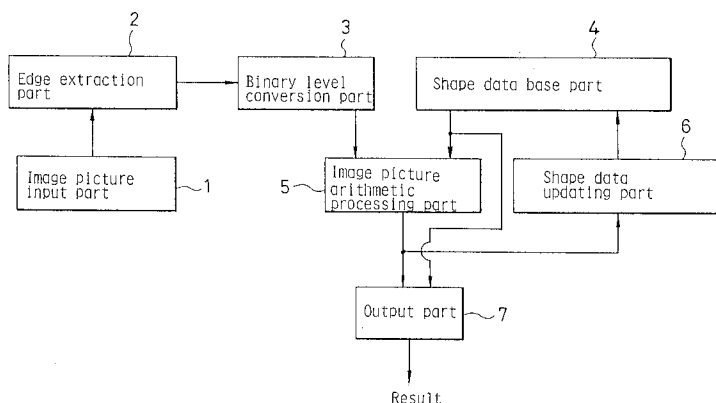 2
Edge extraction
part
3
Binary level
conversion part
4
Shape data base part
Image picture
input part
1
5
Image picture
arithmetic
processing part
6
Shape data
updating part
Output part
7
Result